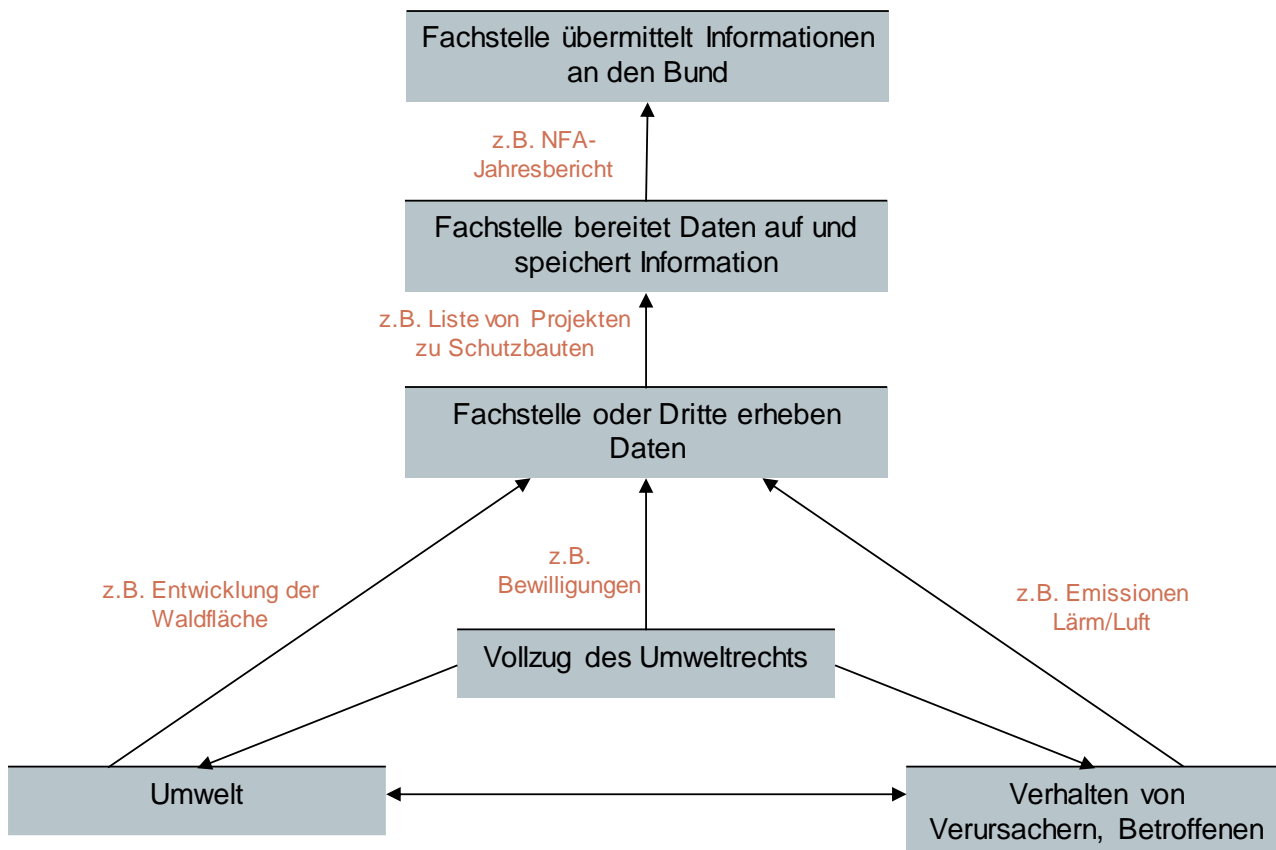 Fachstelle übermittelt Informationen
an den Bund
z.B. NFA-
Jahresbericht
Fachstelle bereitet Daten auf und
speichert Information
z.B. Liste von Projekten
zu Schutzbauten
Fachstelle oder Dritte erheben
Daten
z.B. Entwicklung der
Waldfläche
z.B.
Bewilligungen
z.B. Emissionen
Lärm/Luft
Vollzug des Umweltrechts
Umwelt
Verhalten von
Verursachern, Betroffenen